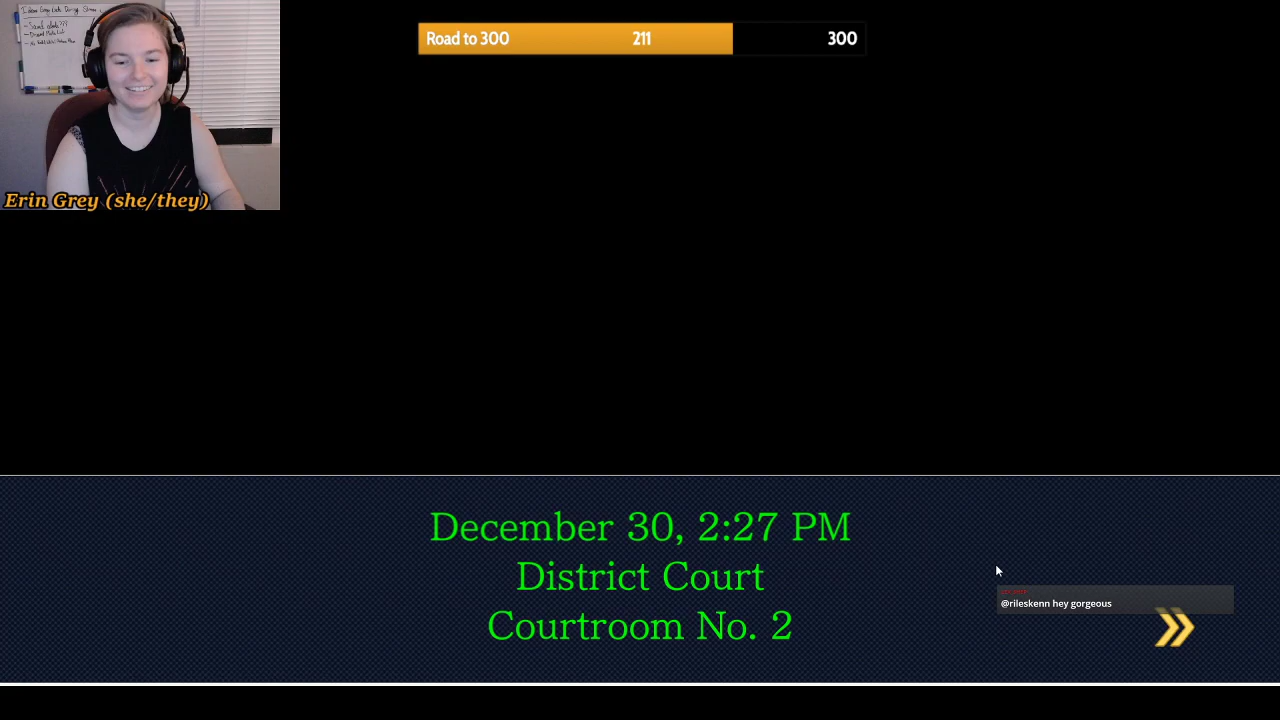 Road to 300 211 300
Erin Grey (she/they)
December 30, 2:27 PM
District Court
Courtroom No. 2
@rileskenn hey gorgeous